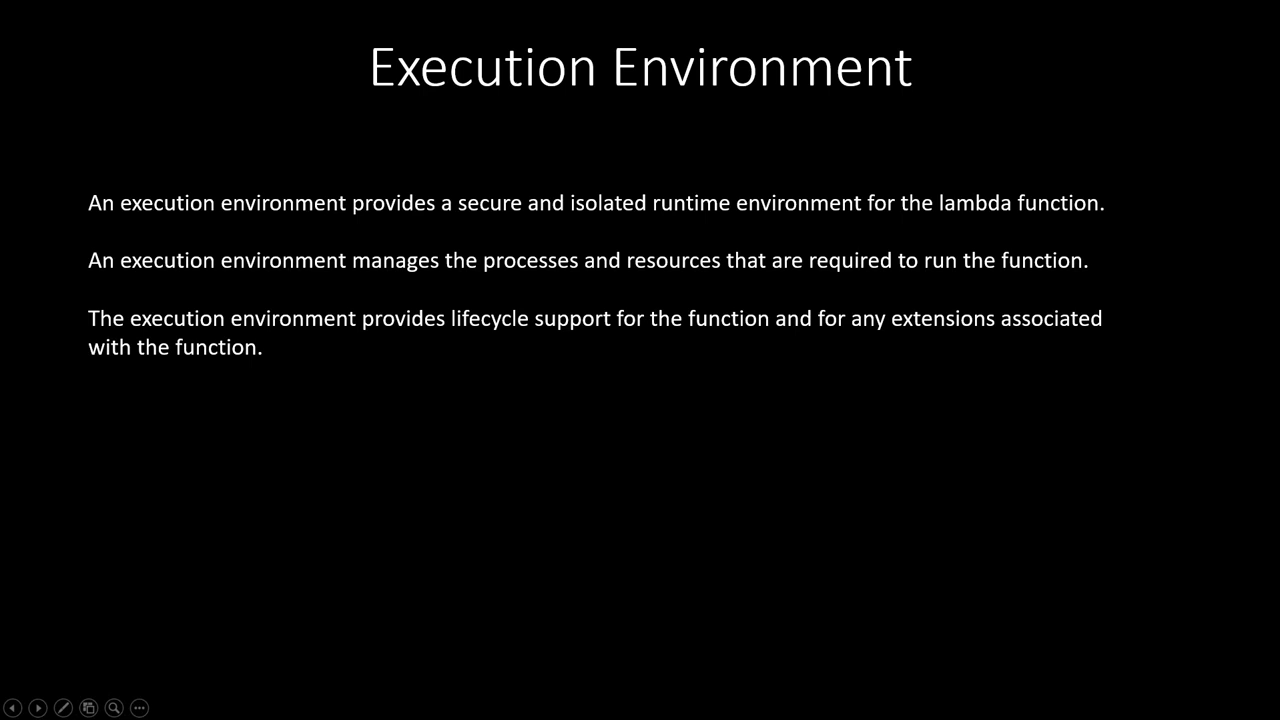 Execution Environment
An execution environment provides a secure and isolated runtime environment for the lambda function.
An execution environment manages the processes and resources that are required to run the function.
The execution environment provides lifecycle support for the function and for any extensions associated
with the function.